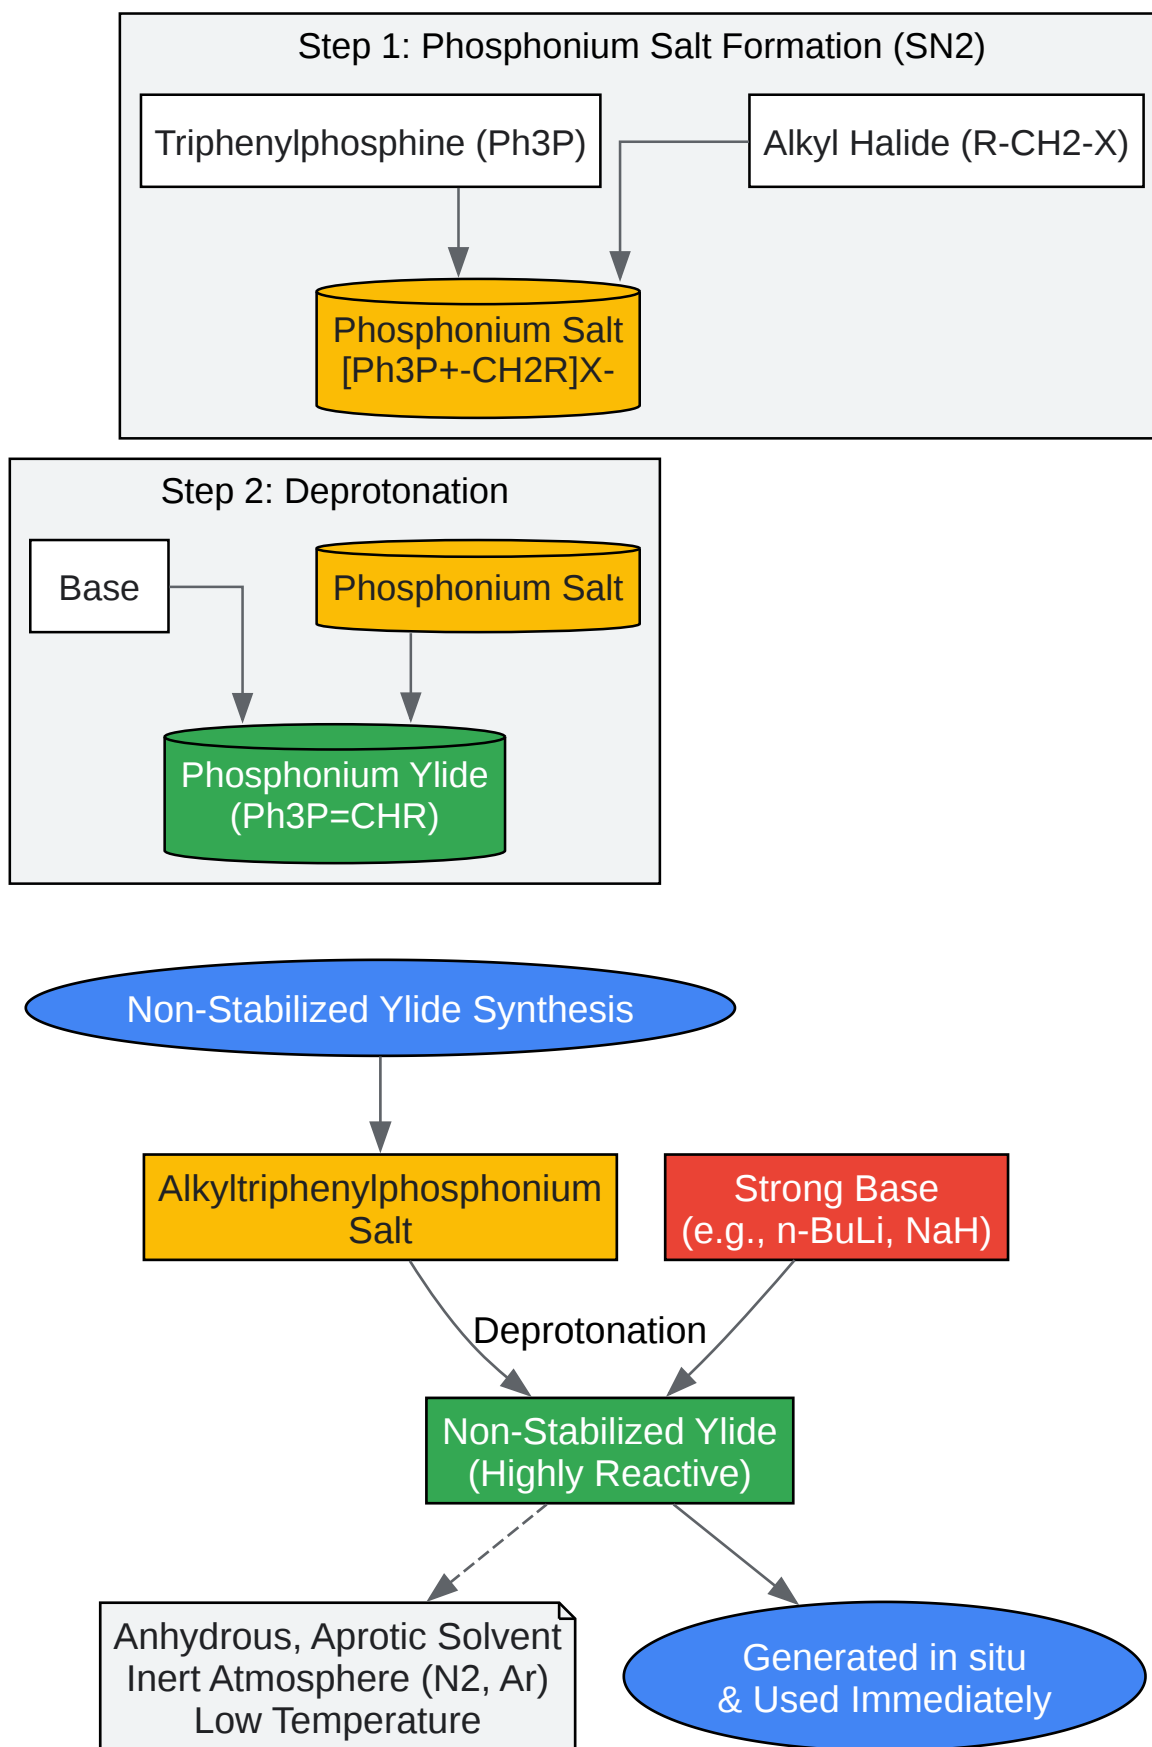 Step 1: Phosphonium Salt Formation (SN2)
Triphenylphosphine (Ph3P)
Alkyl Halide (R-CH2-X)
Phosphonium Salt
[Ph3P+-CH2R]X-
Step 2: Deprotonation
Base
Phosphonium Salt
Phosphonium Ylide
(Ph3P=CHR)
Non-Stabilized Ylide Synthesis
Alkyltriphenylphosphonium
Salt
Strong Base
(e.g., n-BuLi, NaH)
Deprotonation
Non-Stabilized Ylide
(Highly Reactive)
Anhydrous, Aprotic Solvent
Inert Atmosphere (N2, Ar)
Low Temperature
Generated in situ
& Used Immediately